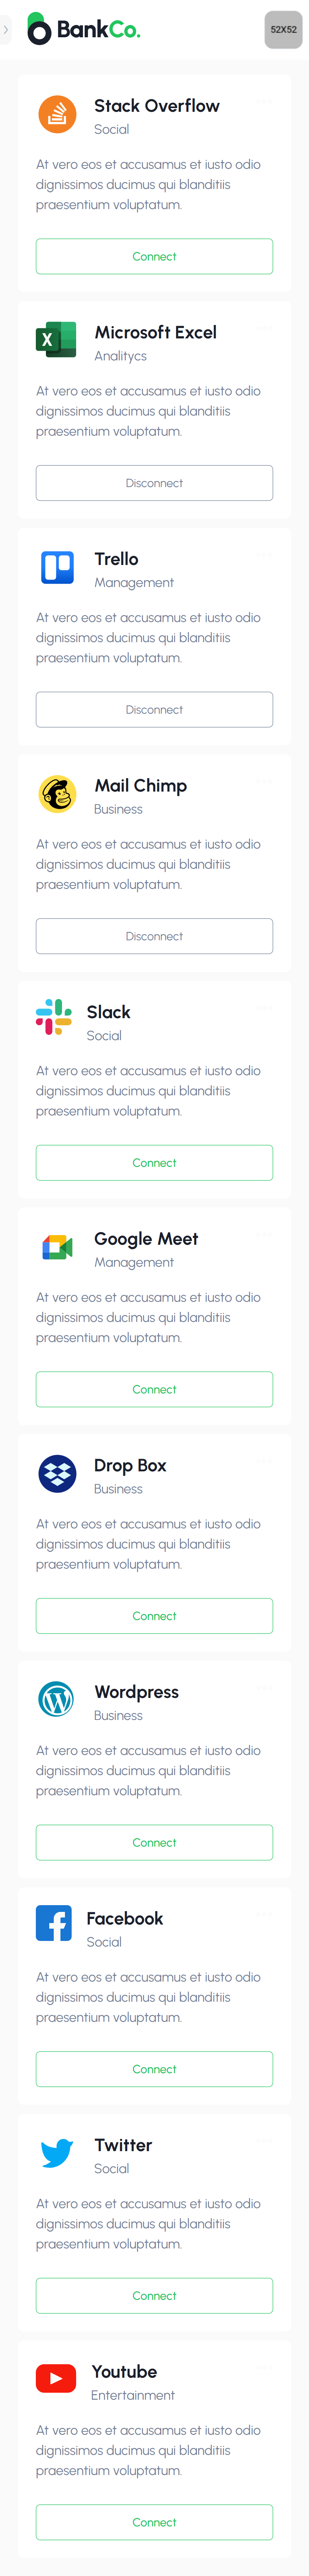 BankCo.
52X52
Stack Overflow
Social
At vero eos et accusamus et iusto odio
dignissimos ducimus qui blanditiis
praesentium voluptatum.
Connect
X
Microsoft Excel
Analitycs
At vero eos et accusamus et iusto odio
dignissimos ducimus qui blanditiis
praesentium voluptatum.
Disconnect
Trello
Management
At vero eos et accusamus et iusto odio
dignissimos ducimus qui blanditiis
praesentium voluptatum.
Disconnect
Mail Chimp
Business
At vero eos et accusamus et iusto odio
dignissimos ducimus qui blanditiis
praesentium voluptatum.
Disconnect
Slack
Social
At vero eos et accusamus et iusto odio
dignissimos ducimus qui blanditiis
praesentium voluptatum.
Connect
Google Meet
Management
At vero eos et accusamus et iusto odio
dignissimos ducimus qui blanditiis
praesentium voluptatum.
Connect
Drop Box
Business
At vero eos et accusamus et iusto odio
dignissimos ducimus qui blanditiis
praesentium voluptatum.
Connect
Wordpress
Business
At vero eos et accusamus et iusto odio
dignissimos ducimus qui blanditiis
praesentium voluptatum.
Connect
Facebook
Social
At vero eos et accusamus et iusto odio
dignissimos ducimus qui blanditiis
praesentium voluptatum.
Connect
Twitter
Social
At vero eos et accusamus et iusto odio
dignissimos ducimus qui blanditiis
praesentium voluptatum.
Connect
Youtube
Entertainment
At vero eos et accusamus et iusto odio
dignissimos ducimus qui blanditiis
praesentium voluptatum.
Connect